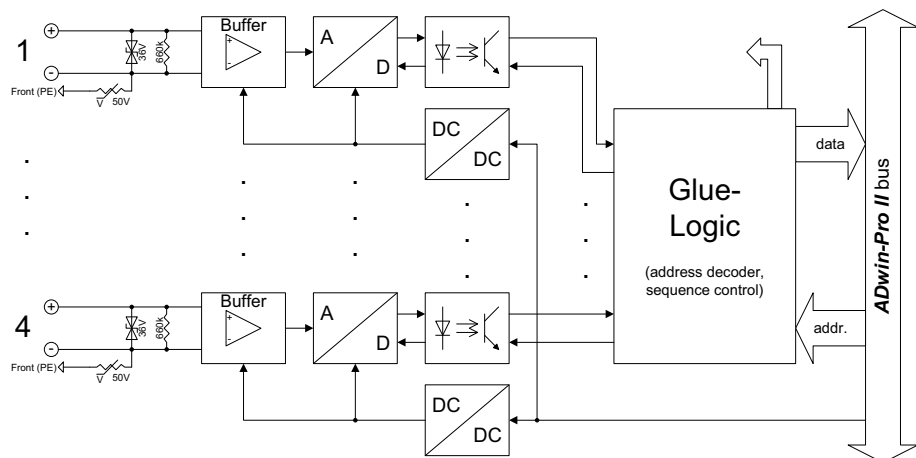 1
+
-
36V
660k
Front (PE)
V
50V
Buffer
+
-
A
D
DC
DC
Glue-
Logic
(address decoder,
sequence control)
data
addr.
ADwin-Pro II bus
4
+
-
36V
660k
Front (PE)
V
50V
Buffer
+
-
A
D
DC
DC